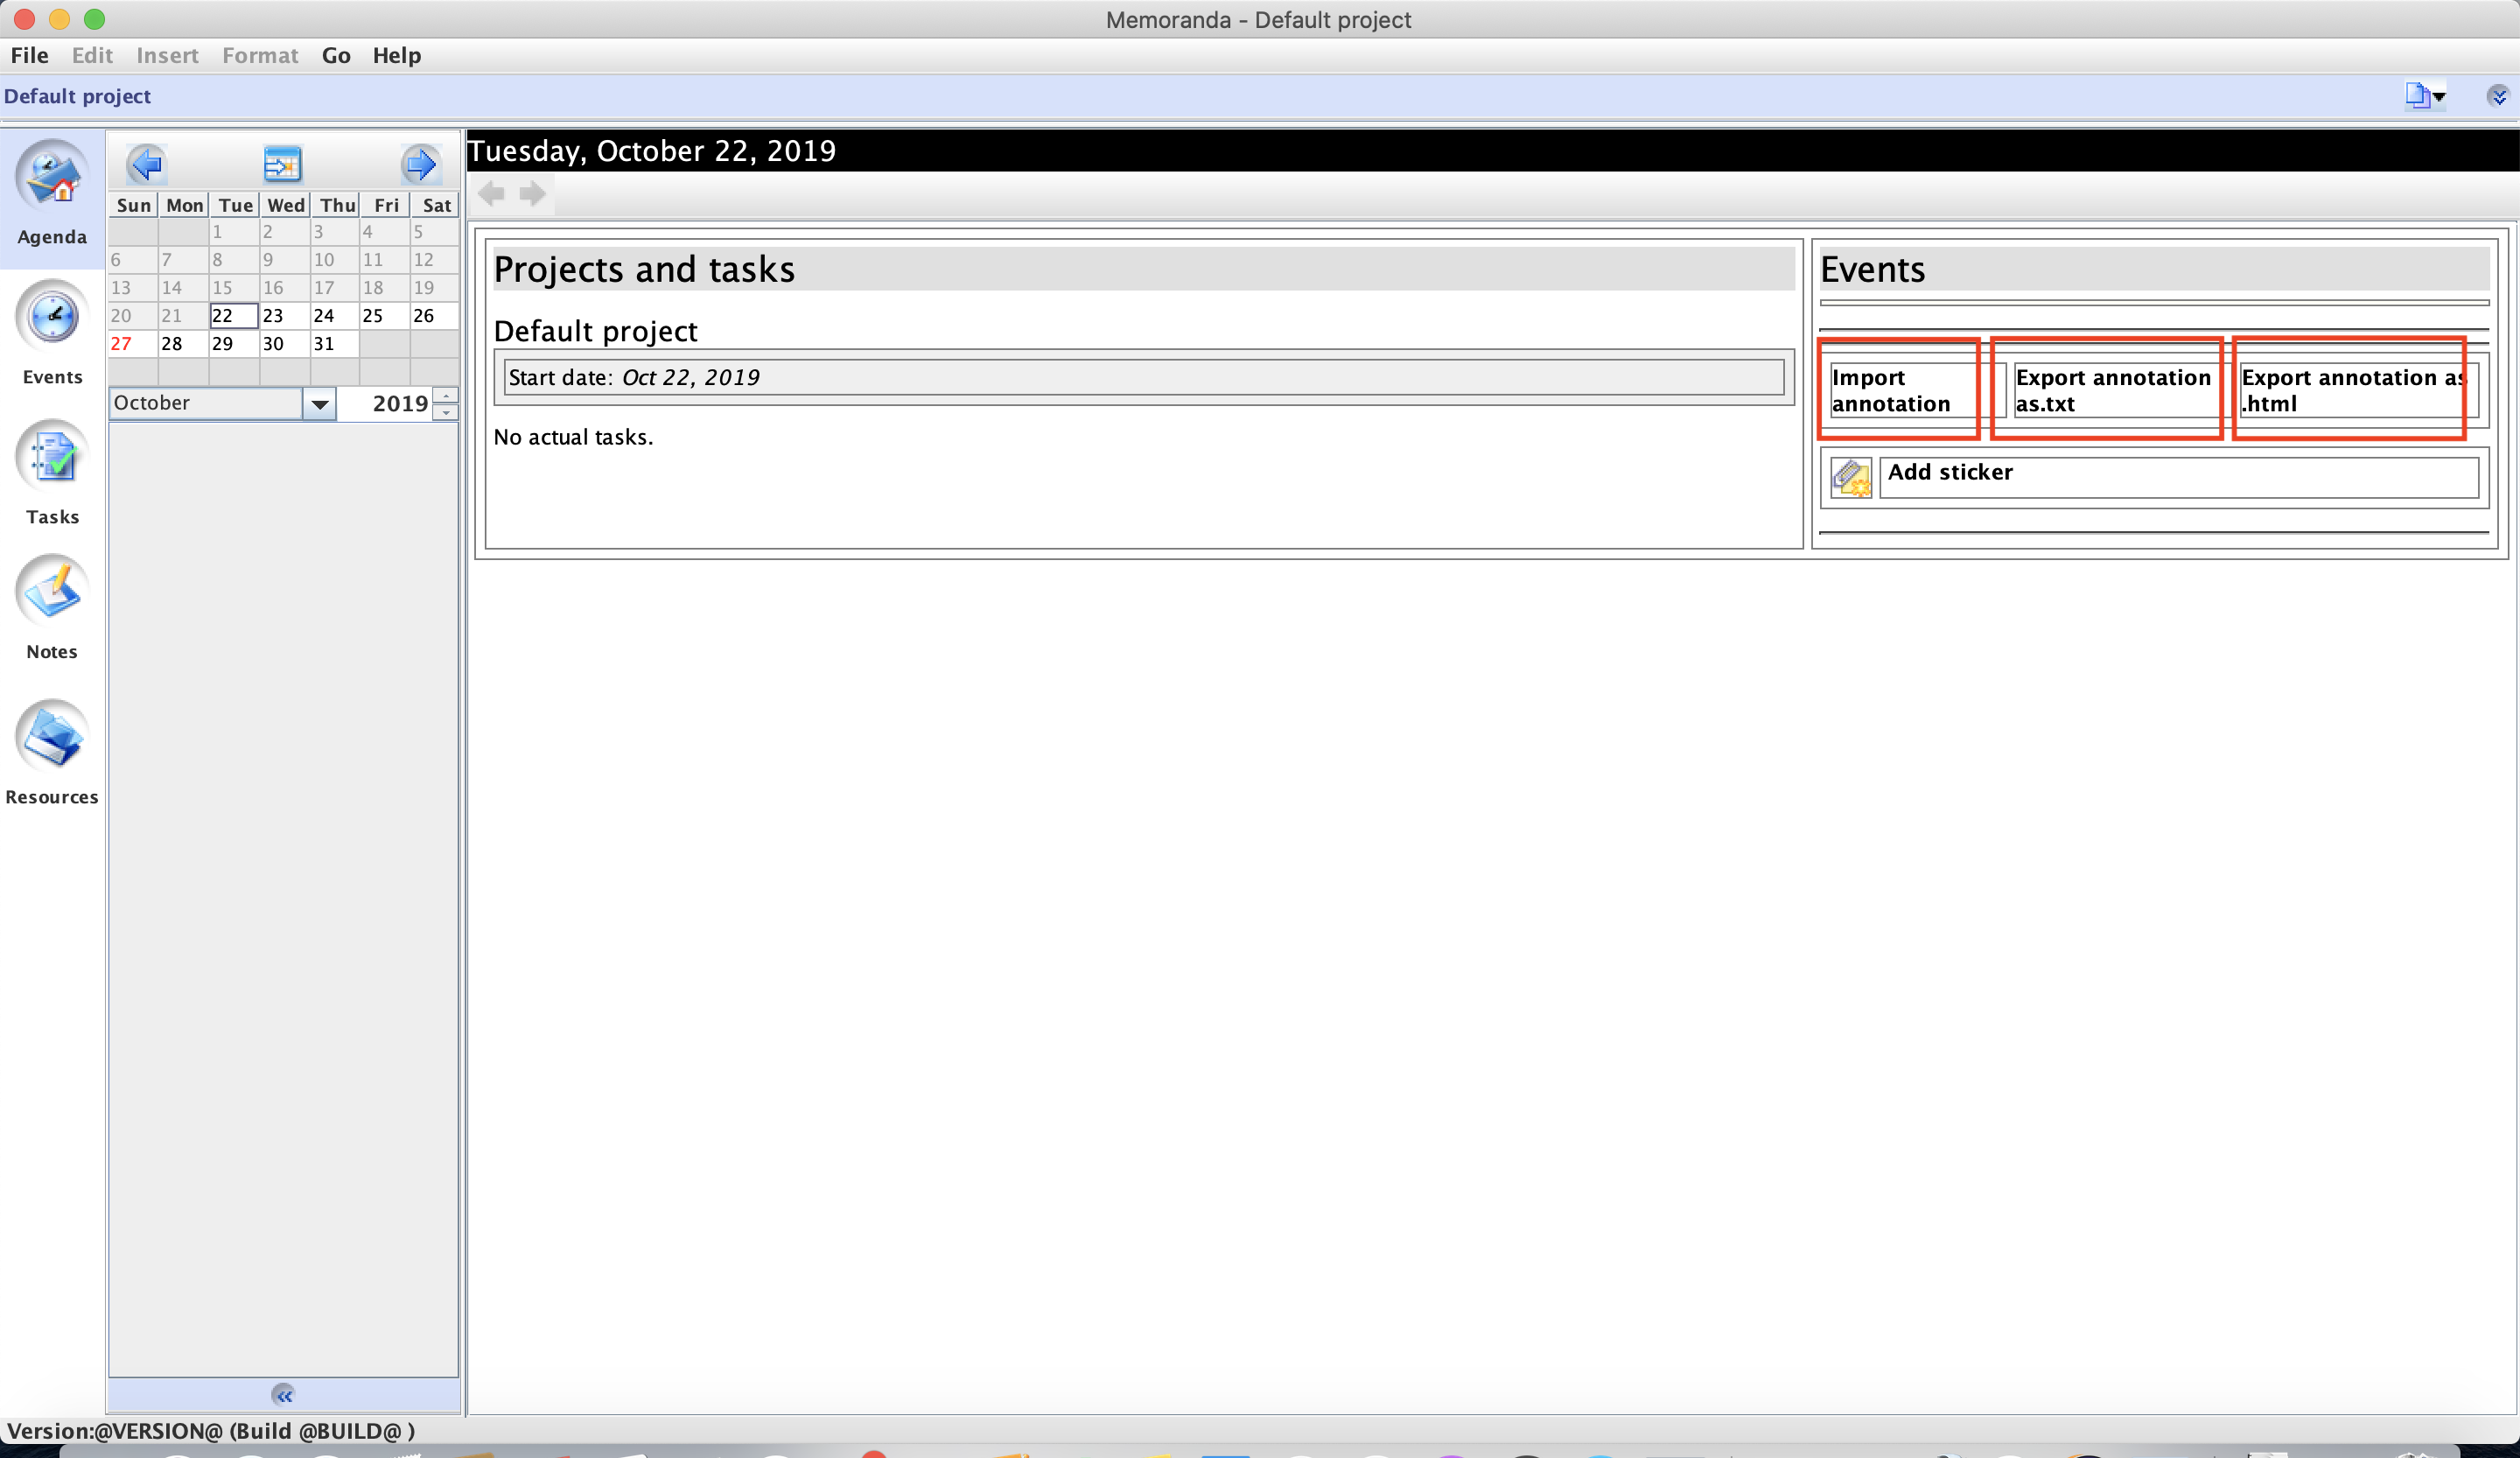 Memoranda - Default project
File Edit Insert Format Go Help
Default project
Agenda
Events
Tasks
Notes
Resources
Sun Mon Tue Wed Thu Fri Sat
1 2 3 4 5
6 7 8 9 10 11 12
13 14 15 16 17 18 19
20 21 22 23 24 25 26
27 28 29 30 31
October 2019
Tuesday, October 22, 2019
Projects and tasks
Default project
Start date: Oct 22, 2019
No actual tasks.
Events
Import
annotation
Export annotation
as.txt
Export annotation as
.html
Add sticker
Version:@VERSION@ (Build @BUILD@ )